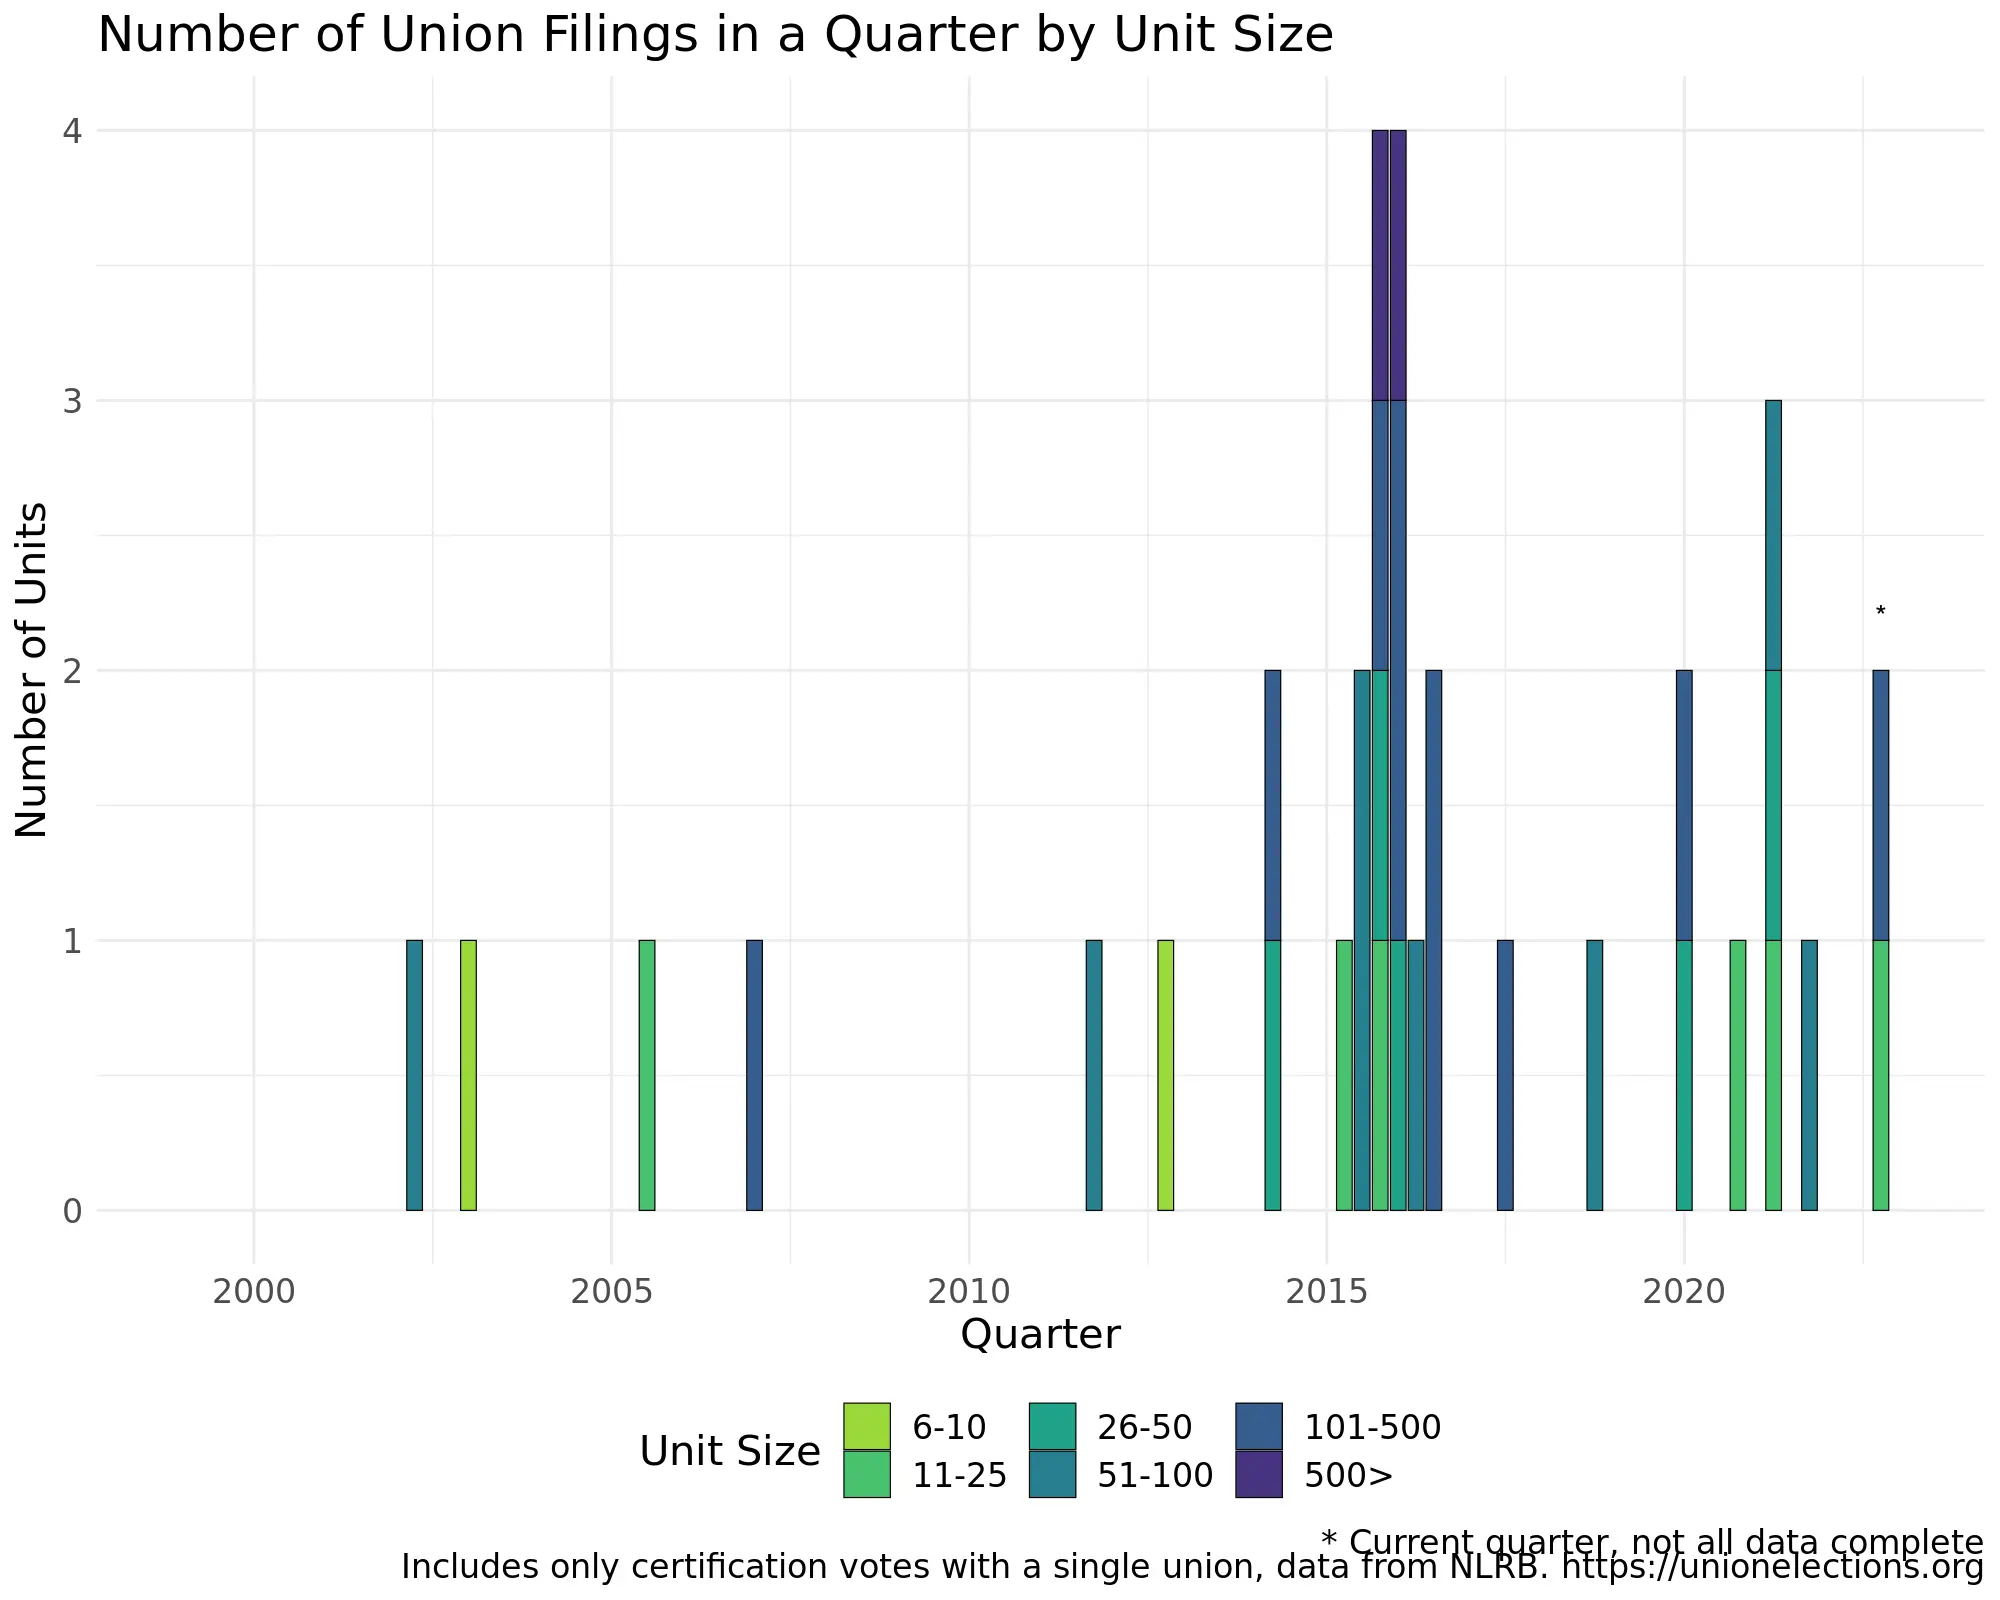 Number of Union Filings in a Quarter by Unit Size
4
3
2
1
0
Number of Units
*
2000 2005 2010 2015 2020
Quarter
Unit Size
6-10 26-50 101-500
11-25 51-100 500>
* Current quarter, not all data complete
Includes only certification votes with a single union, data from NLRB. https://unionelections.org